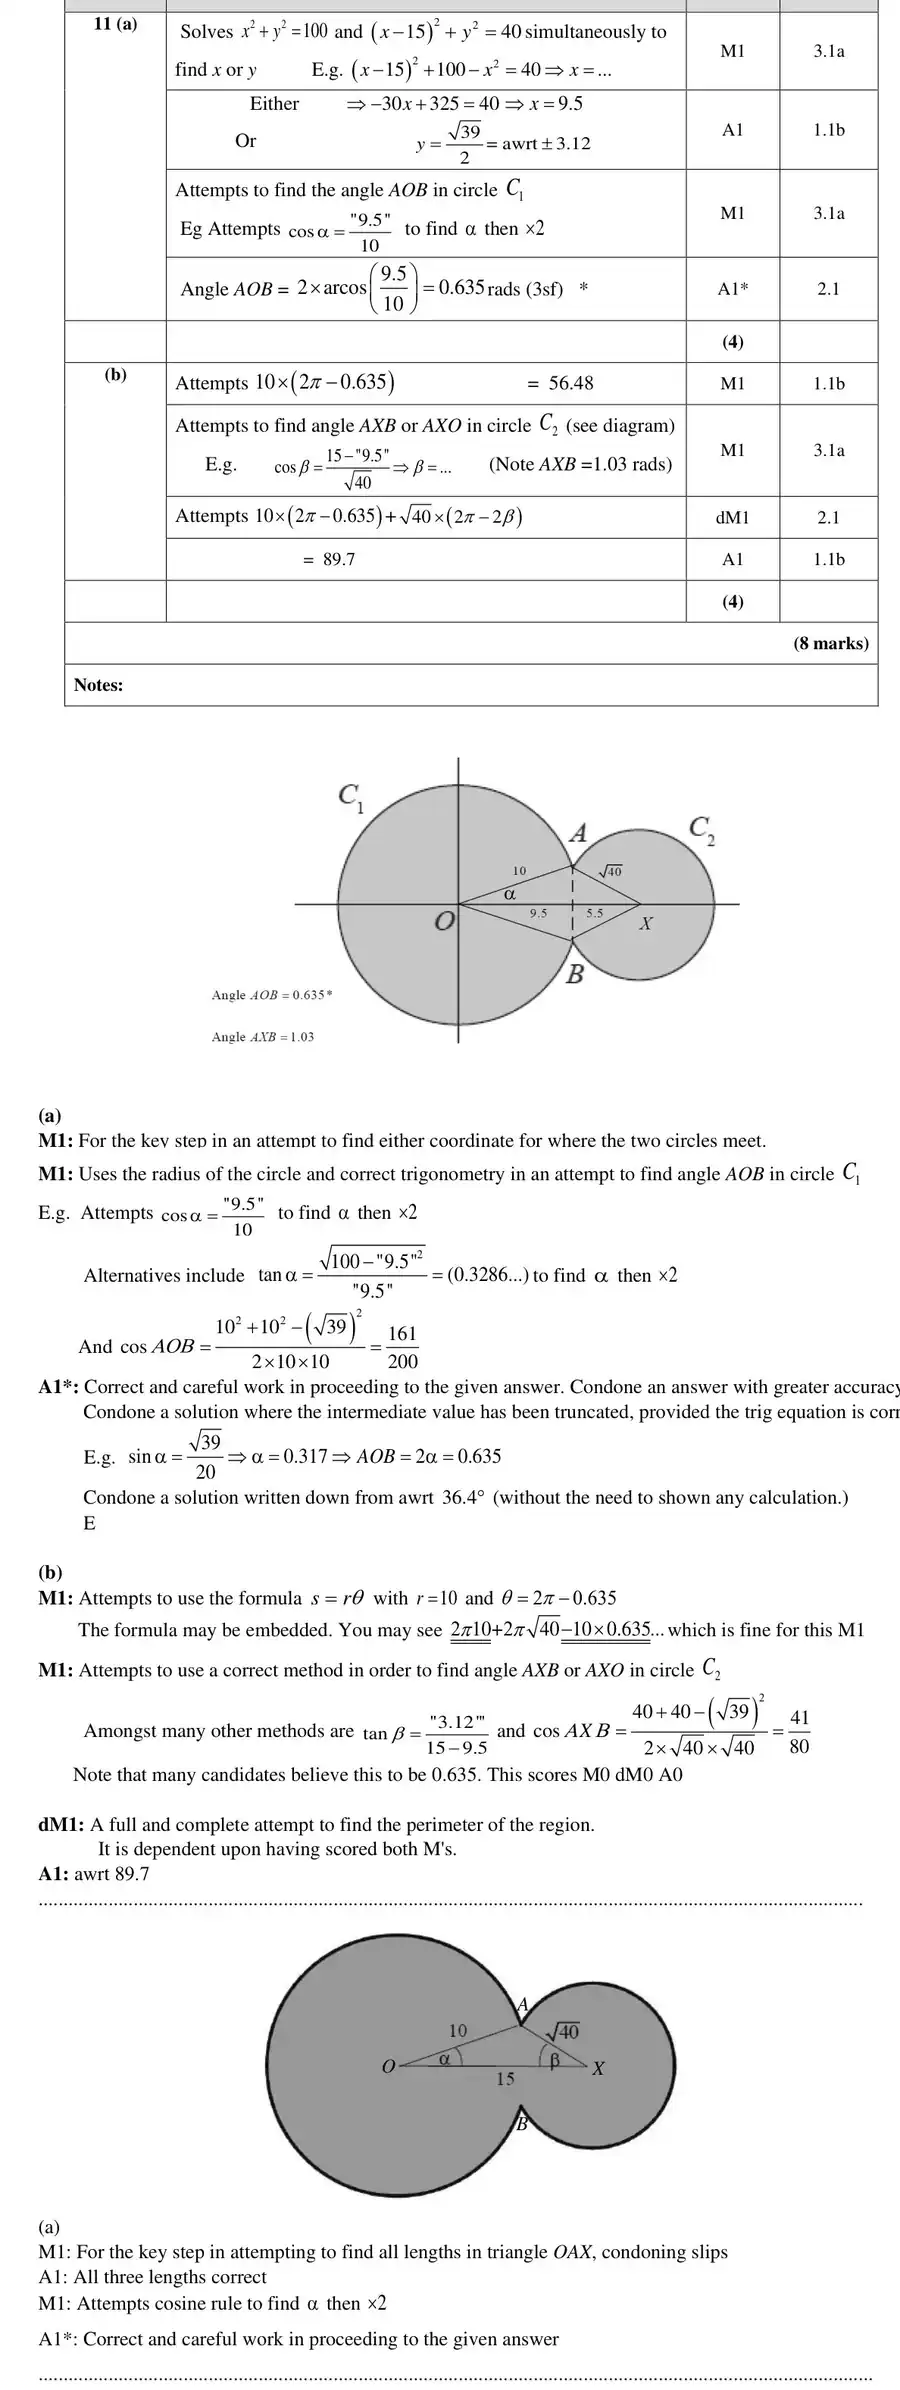 11 (a)
Solves x² + y² = 100 and (x−15)² + y² = 40 simultaneously to
find x or y E.g. (x−15)² + 100 − x² = 40 ⇒ x = ...
M1
3.1a
Either ⇒ −30x + 325 = 40 ⇒ x = 9.5
Or y = √39/2 = awrt ± 3.12
A1
1.1b
Attempts to find the angle AOB in circle C₁
Eg Attempts cos α = "9.5"/10 to find α then ×2
M1
3.1a
Angle AOB = 2×arcos(9.5/10) = 0.635 rads (3sf) *
A1*
2.1
(4)
(b)
Attempts 10×(2π−0.635) = 56.48
M1
1.1b
Attempts to find angle AXB or AXO in circle C₂ (see diagram)
E.g. cos β = (15−"9.5")/√40 ⇒ β = ... (Note AXB =1.03 rads)
M1
3.1a
Attempts 10×(2π−0.635)+√40×(2π−2β)
dM1
2.1
= 89.7
A1
1.1b
(4)
(8 marks)
Notes:
C₁
A
C₂
10
√40
α
9.5
5.5
O
X
B
Angle AOB = 0.635*
Angle AXB = 1.03
(a)
M1: For the key step in an attempt to find either coordinate for where the two circles meet.
M1: Uses the radius of the circle and correct trigonometry in an attempt to find angle AOB in circle C₁
E.g. Attempts cos α = "9.5"/10 to find α then ×2
Alternatives include tan α = √(100−"9.5"²)/"9.5" = (0.3286...) to find α then ×2
And cos AOB = (10²+10²−(√39)²)/(2×10×10) = 161/200
A1*: Correct and careful work in proceeding to the given answer. Condone an answer with greater accuracy
Condone a solution where the intermediate value has been truncated, provided the trig equation is corr
E.g. sin α = √39/20 ⇒ α = 0.317 ⇒ AOB = 2α = 0.635
Condone a solution written down from awrt 36.4° (without the need to shown any calculation.)
E
(b)
M1: Attempts to use the formula s = rθ with r = 10 and θ = 2π − 0.635
The formula may be embedded. You may see 2π10+2π√40−10×0.635... which is fine for this M1
M1: Attempts to use a correct method in order to find angle AXB or AXO in circle C₂
Amongst many other methods are tan β = "3.12"'/(15−9.5) and cos AXB = (40+40−(√39)²)/(2×√40×√40) = 41/80
Note that many candidates believe this to be 0.635. This scores M0 dM0 A0
dM1: A full and complete attempt to find the perimeter of the region.
It is dependent upon having scored both M's.
A1: awrt 89.7
A
10
√40
O
α
β
X
15
B
(a)
M1: For the key step in attempting to find all lengths in triangle OAX, condoning slips
A1: All three lengths correct
M1: Attempts cosine rule to find α then ×2
A1*: Correct and careful work in proceeding to the given answer